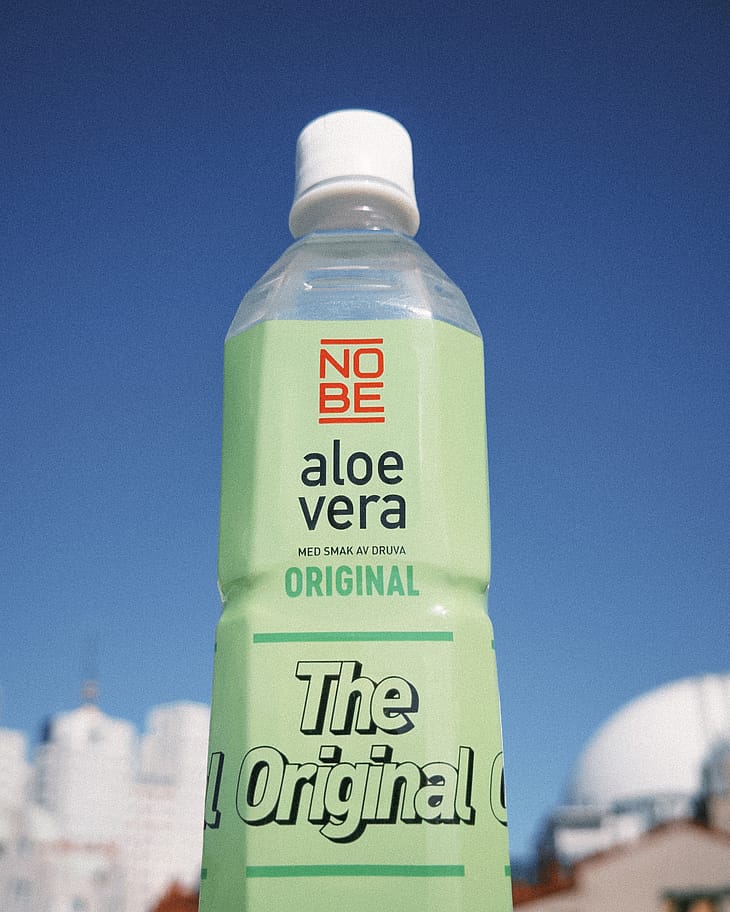 NO
BE
aloe
vera
MED SMAK AV DRUVA
ORIGINAL
The
Original